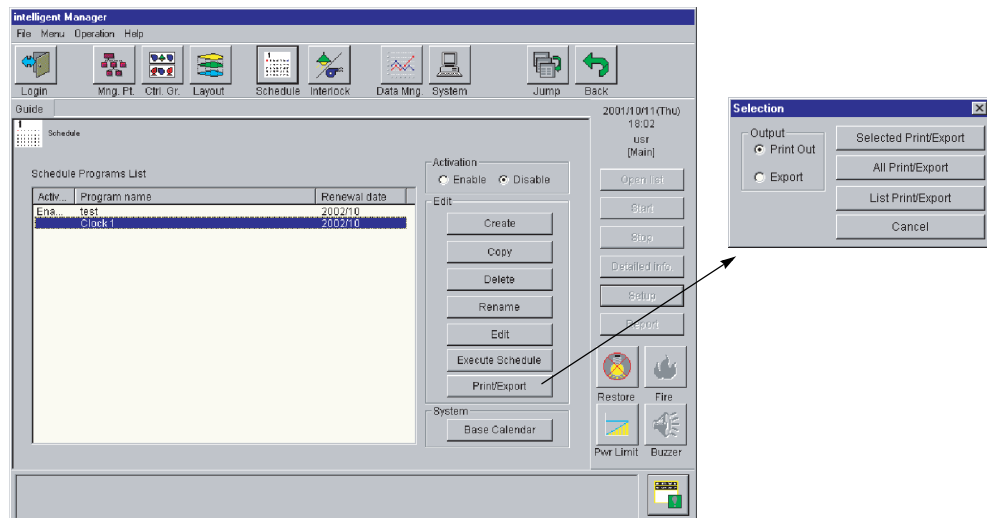 intelligent Manager
File Menu Operation Help
Login Mng. Pt. Ctrl. Gr. Layout Schedule Interlock Data Mng. System Jump Back
Guide
Schedule
Schedule Programs List
Activ... Program name Renewal date
Ena... test 2002/10
Clock1 2002/10
Activation
Enable Disable
Edit
Create
Copy
Delete
Rename
Edit
Execute Schedule
Print/Export
System
Base Calendar
2001/10/11(Thu)
18:02
usr
[Main]
Open list
Start
Stop
Detailed info.
Setup
Report
Restore Fire
Pwr Limit Buzzer
Selection
Output
Print Out
Export
Selected Print/Export
All Print/Export
List Print/Export
Cancel